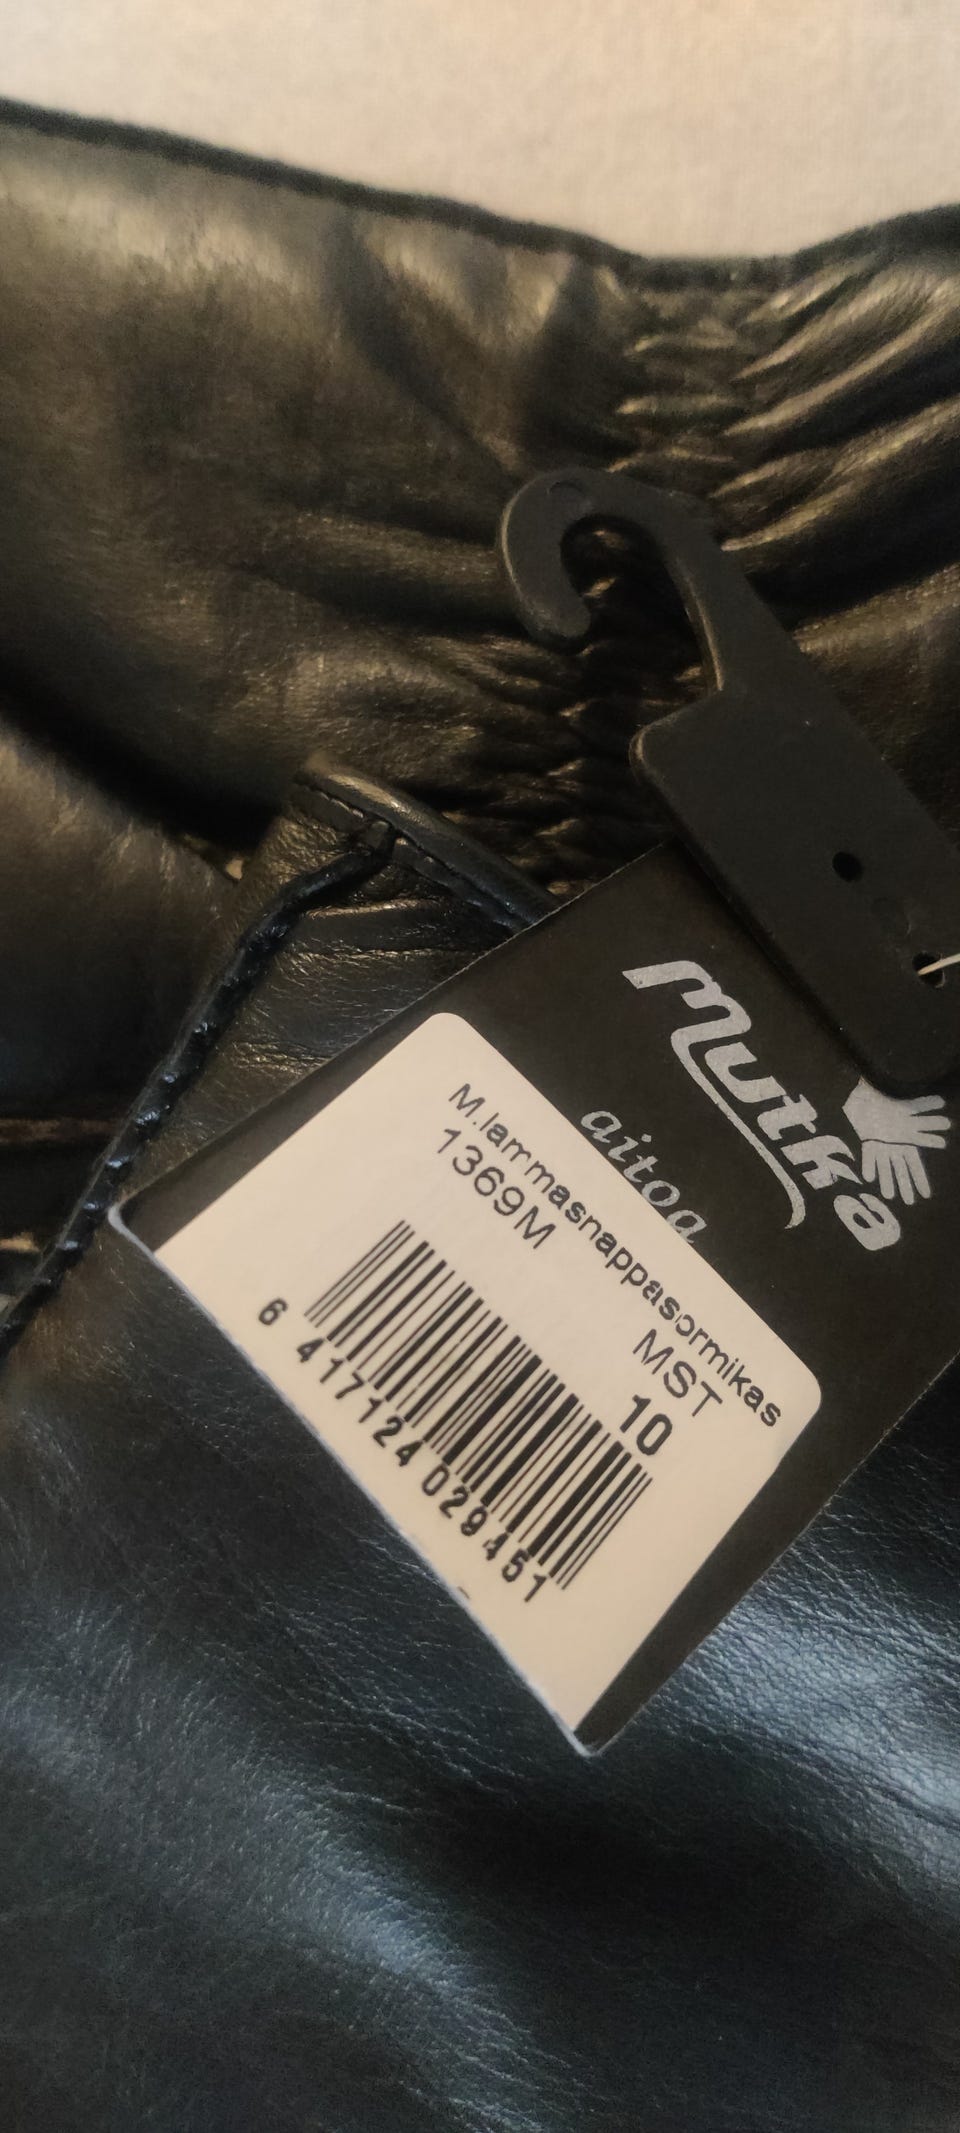 mutka
aitoa
M.lammasnappasormikas
1369M MST
10
6 417124 029451